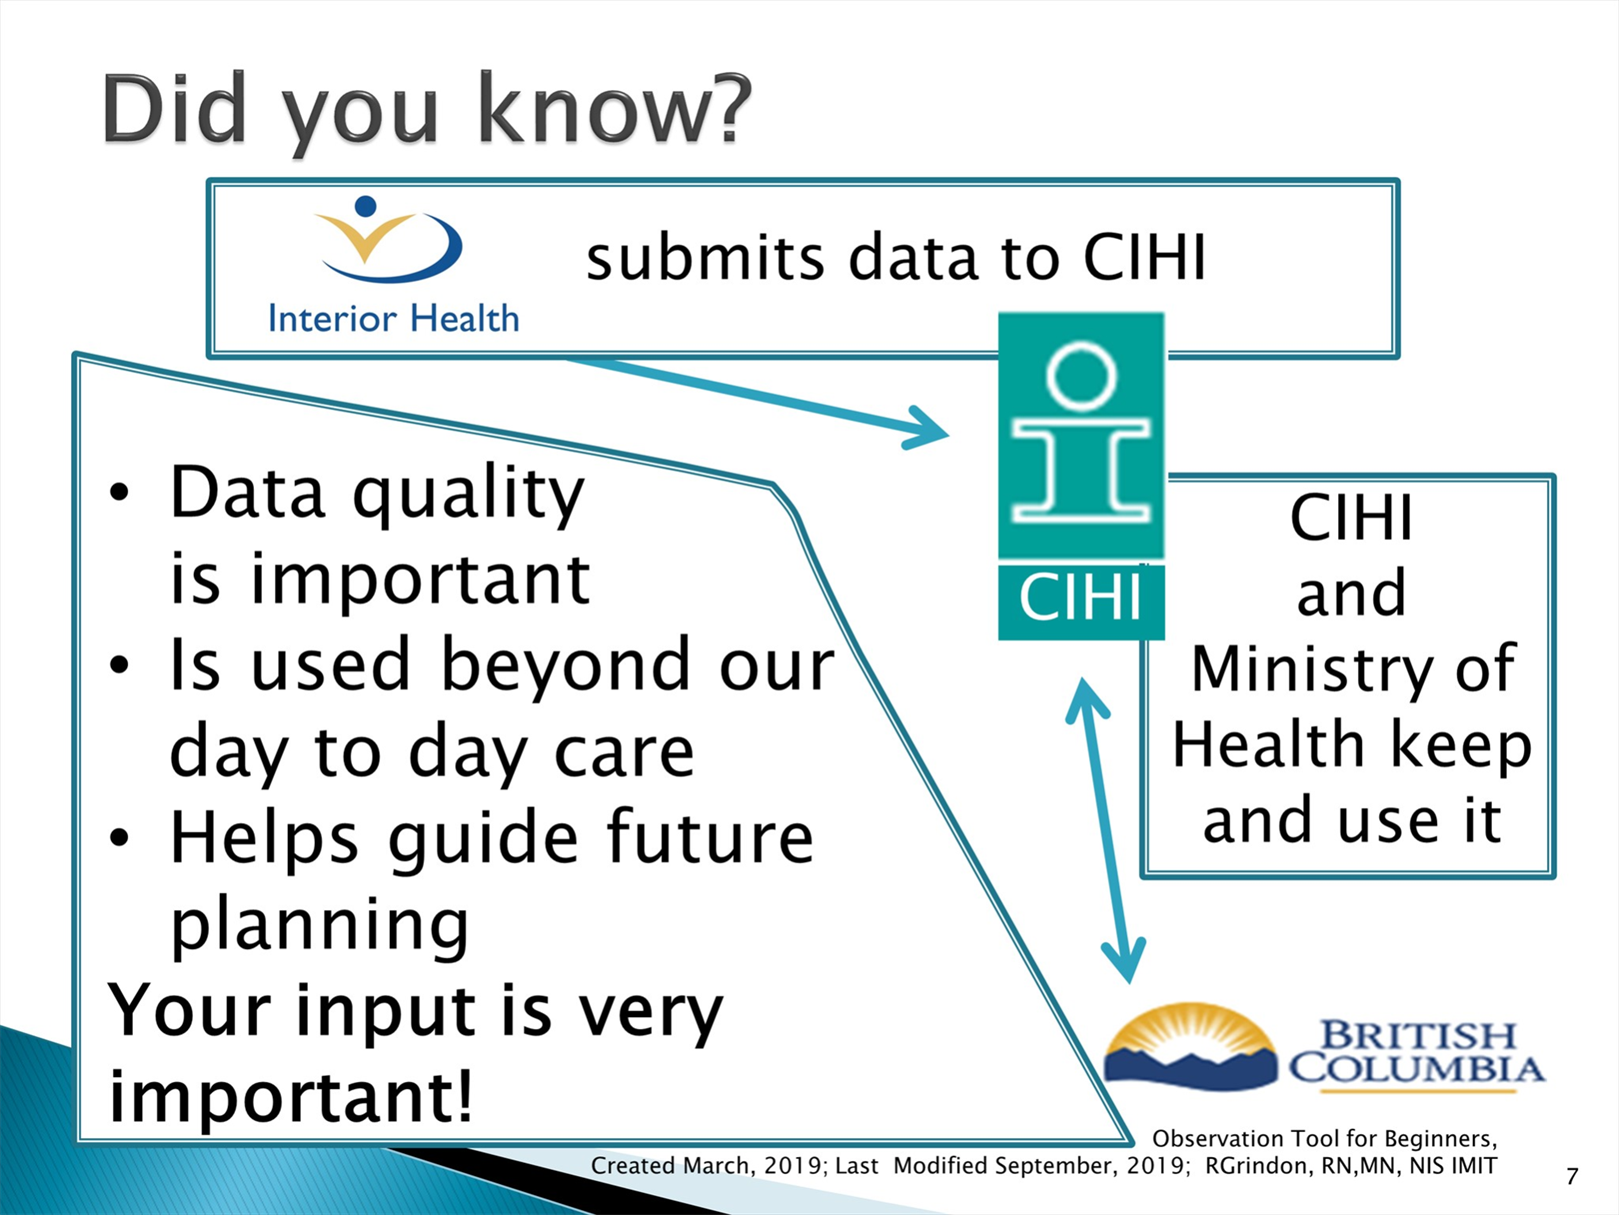 Did you know?
Interior Health
submits data to CIHI
CIHI
• Data quality
is important
• Is used beyond our
day to day care
• Helps guide future
planning
Your input is very
important!
CIHI
and
Ministry of
Health keep
and use it
BRITISH
COLUMBIA
Observation Tool for Beginners,
Created March, 2019; Last Modified September, 2019; RGrindon, RN,MN, NIS IMIT
7